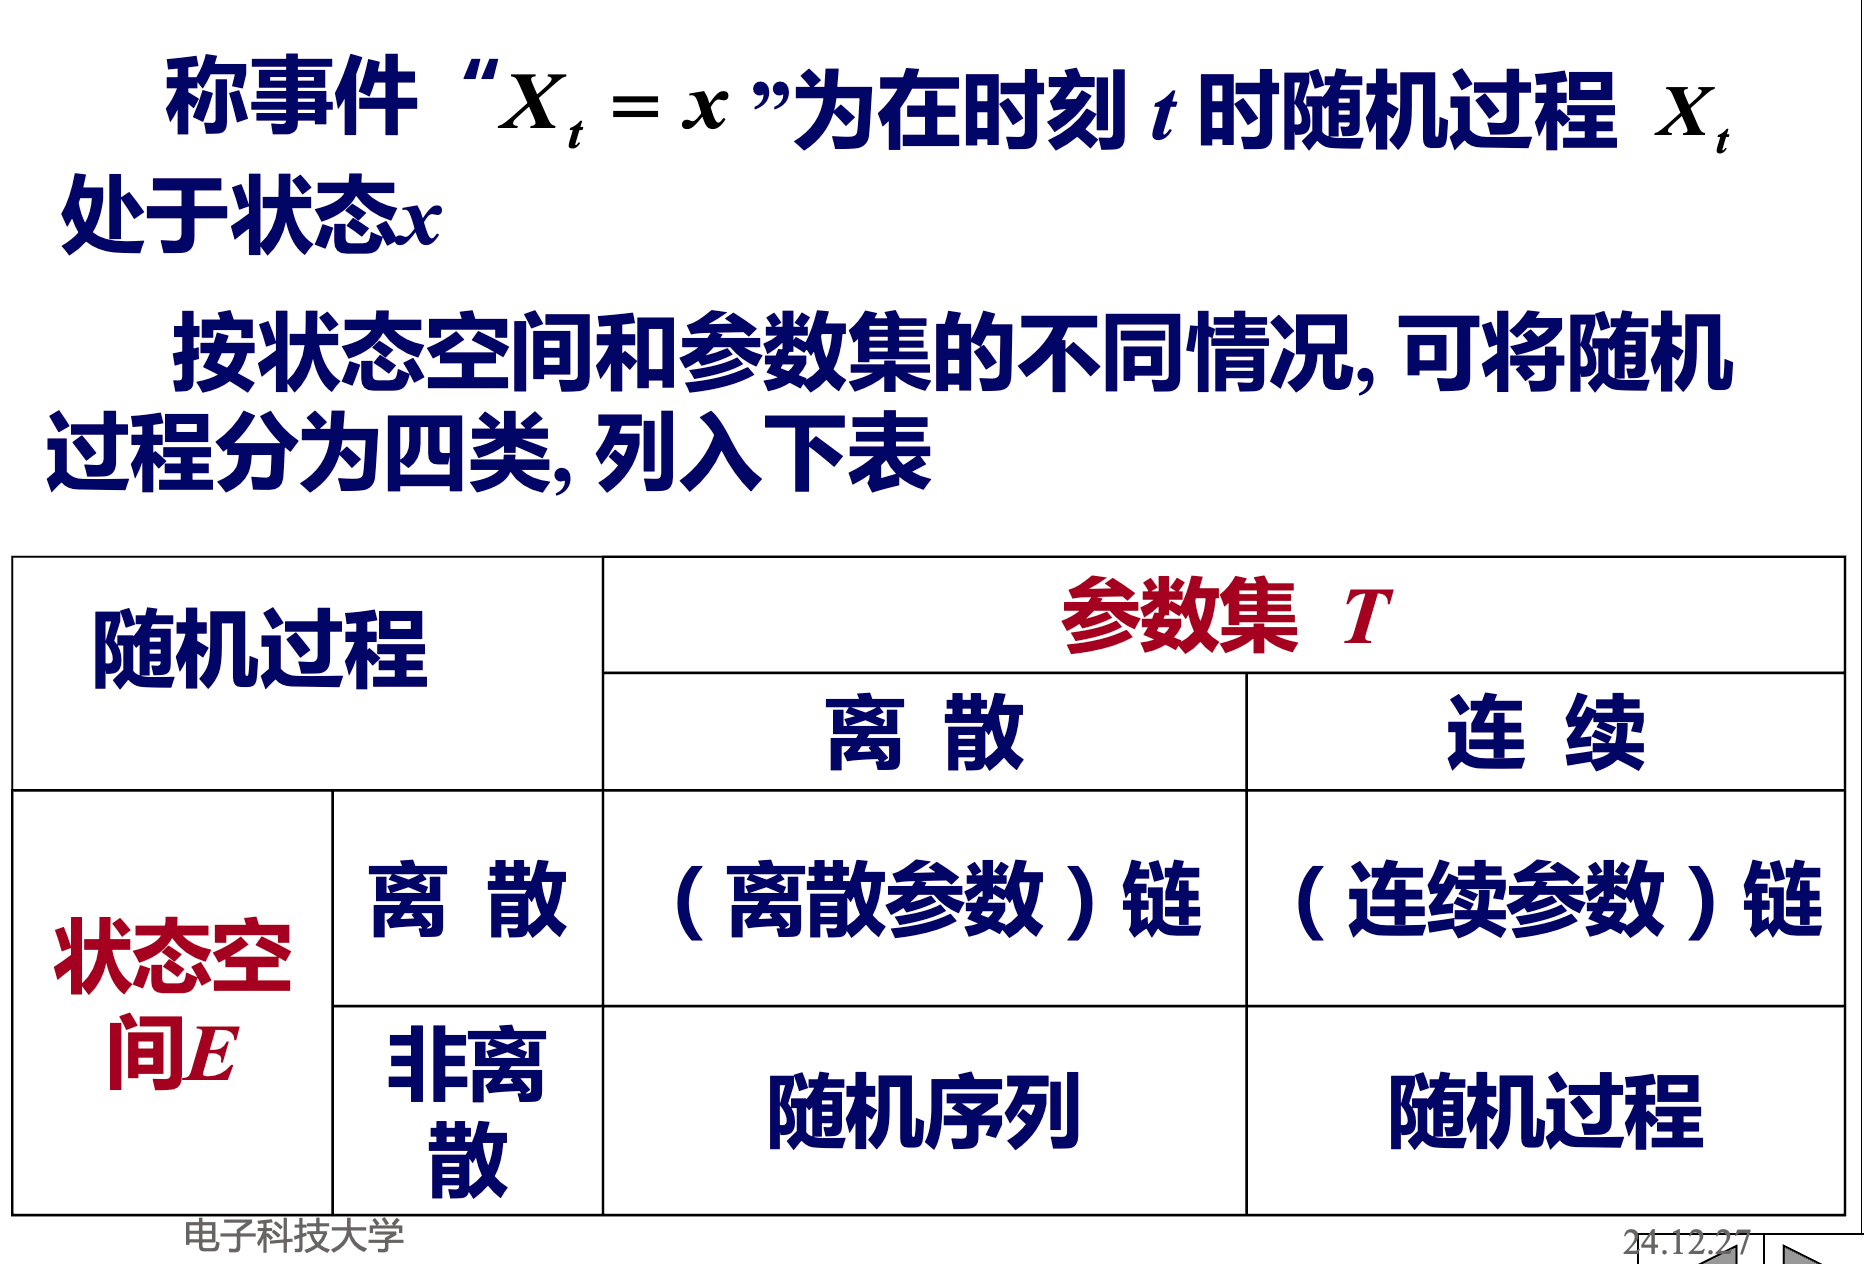 称事件“X_t = x”为在时刻 t 时随机过程 X_t
处于状态x
按状态空间和参数集的不同情况, 可将随机
过程分为四类, 列入下表
随机过程
参数集 T
离 散
连 续
状态空
间E
离 散
(离散参数)链
(连续参数)链
非离
散
随机序列
随机过程
电子科技大学
24.12.27